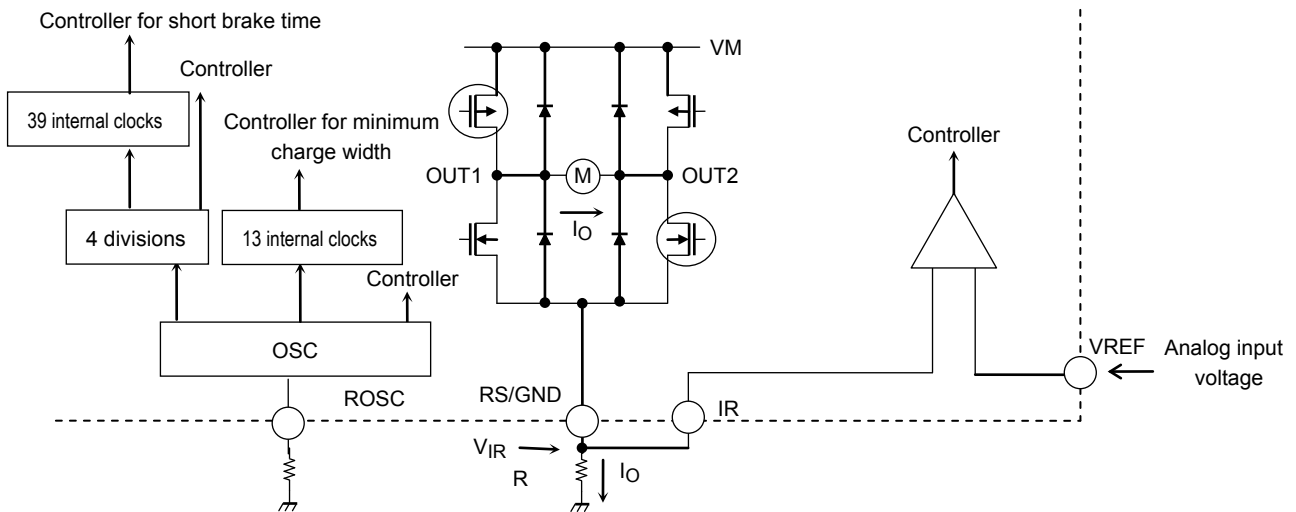 Controller for short brake time
Controller
39 internal clocks
Controller for minimum
charge width
4 divisions
13 internal clocks
Controller
OSC
ROSC
VM
OUT1
M
OUT2
IO
RS/GND
IR
VIR
R
IO
Controller
VREF
Analog input
voltage